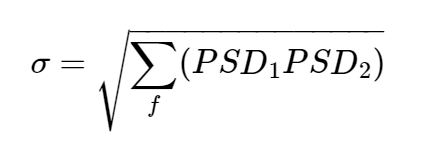 σ = √∑_f (PSD₁PSD₂)